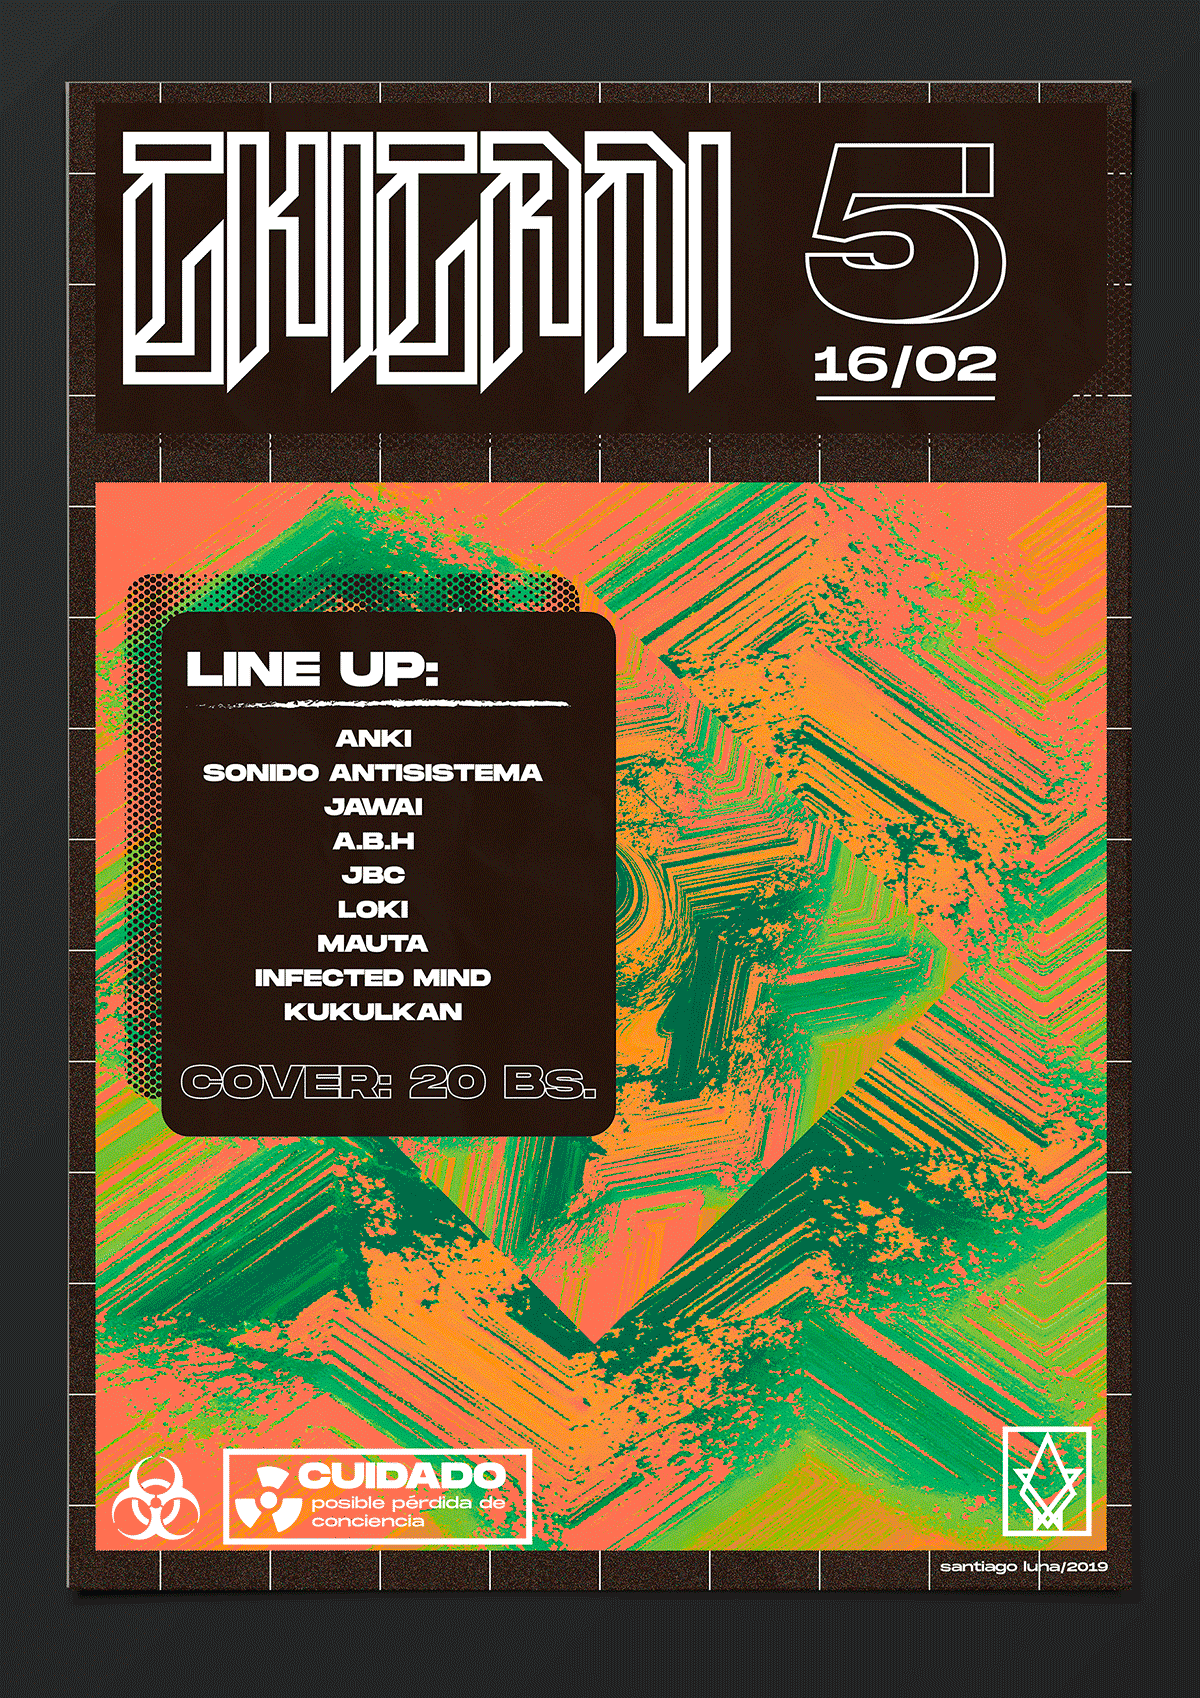 5
16/02
LINE UP:
ANKI
SONIDO ANTISISTEMA
JAWAI
A.B.H
JBC
LOKI
MAUTA
INFECTED MIND
KUKULKAN
COVER: 20 Bs.
CUIDADO
posible pérdida de
conciencia
santiago luna/2019